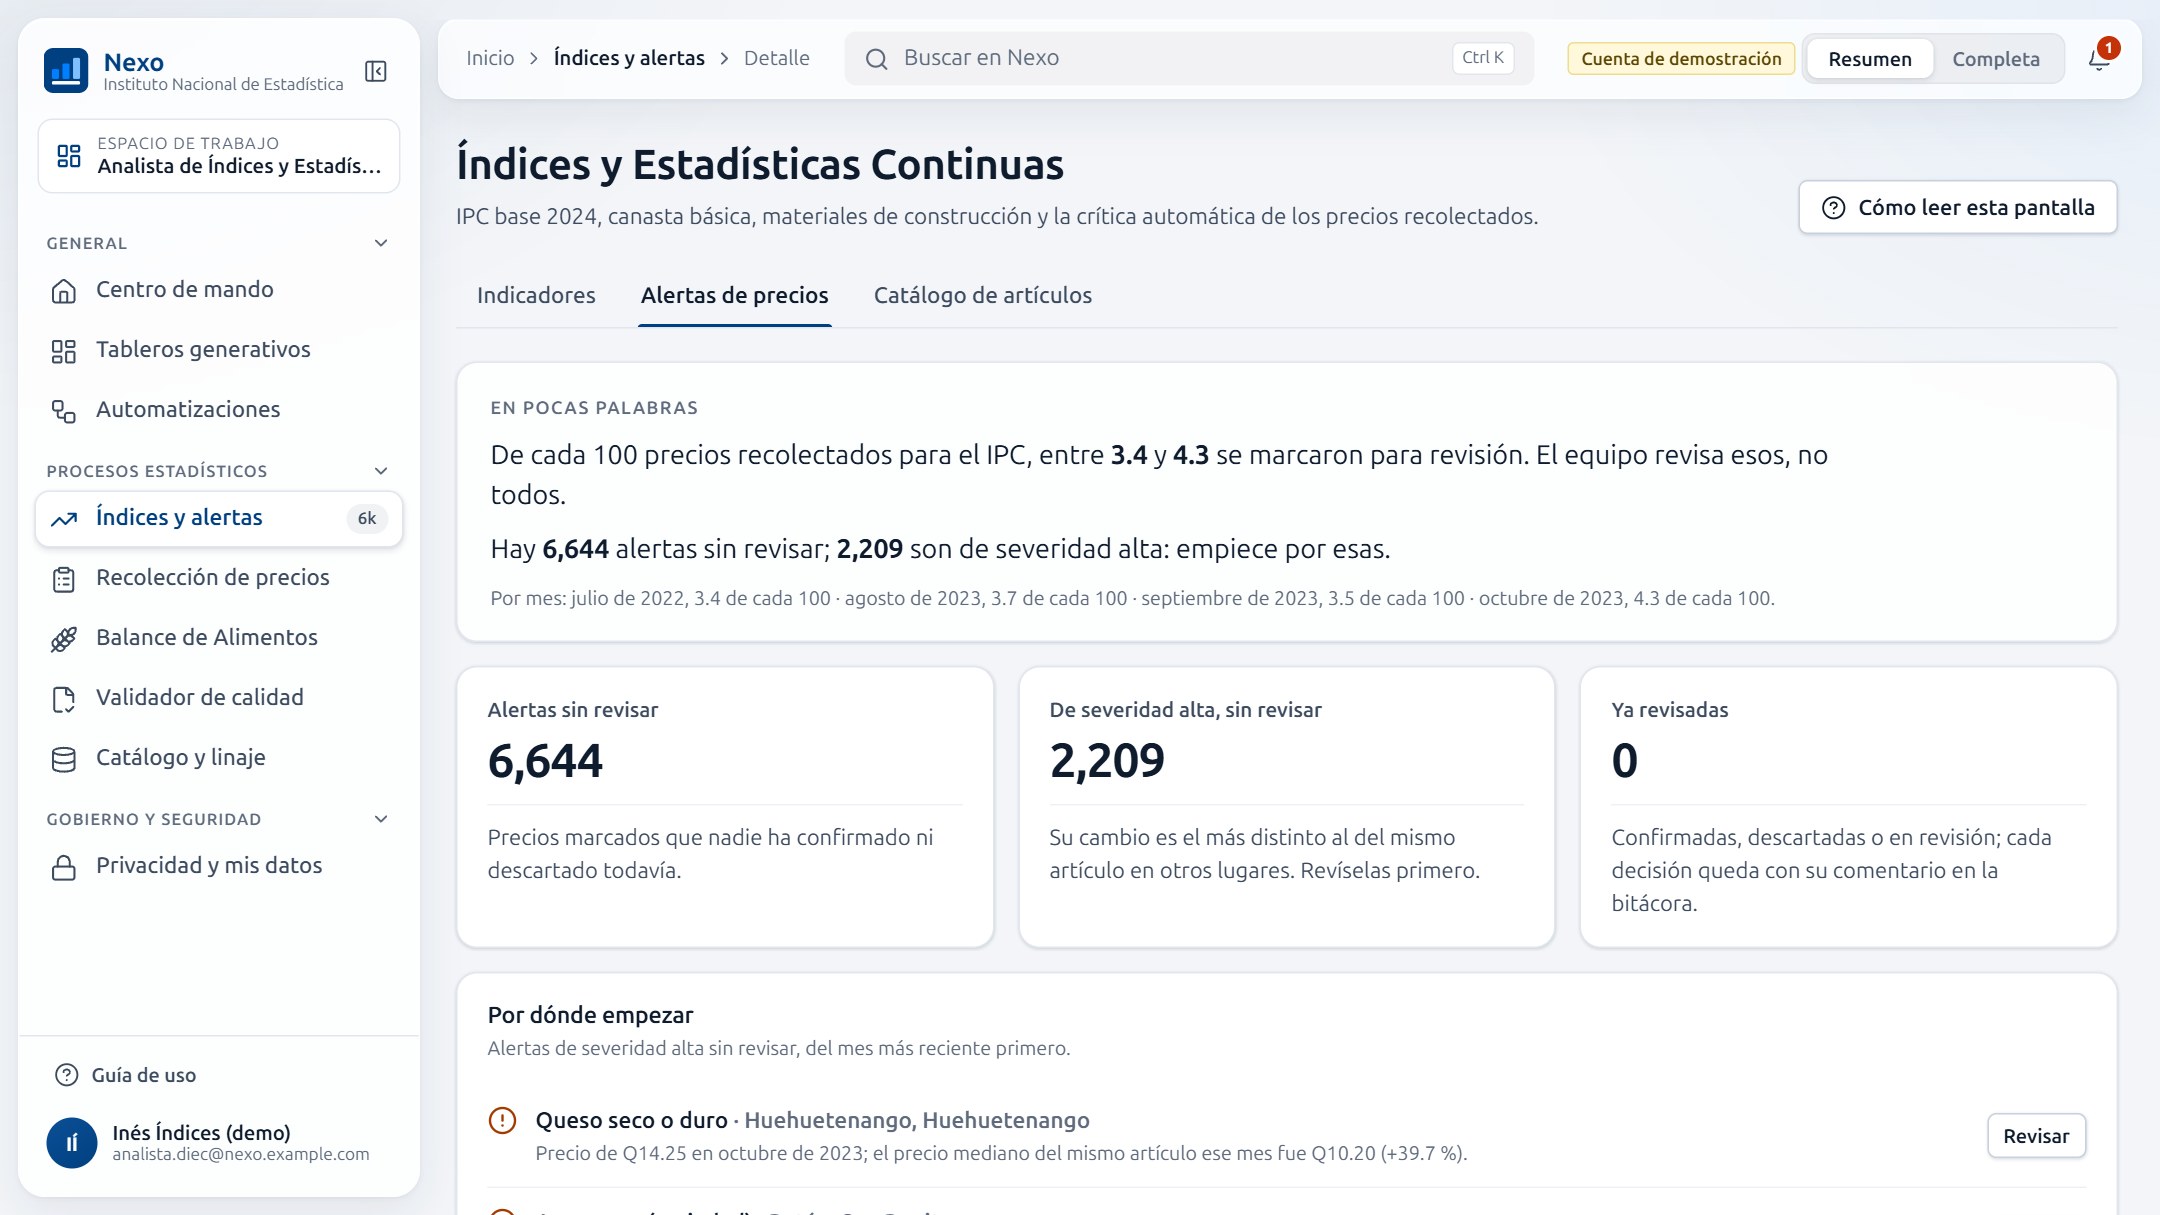 Nexo
Instituto Nacional de Estadística
ESPACIO DE TRABAJO
Analista de Índices y Estadís...
GENERAL
Centro de mando
Tableros generativos
Automatizaciones
PROCESOS ESTADÍSTICOS
Índices y alertas 6k
Recolección de precios
Balance de Alimentos
Validador de calidad
Catálogo y linaje
GOBIERNO Y SEGURIDAD
Privacidad y mis datos
Guía de uso
IÍ
Inés Índices (demo)
analista.diec@nexo.example.com
Inicio > Índices y alertas > Detalle
Buscar en Nexo Ctrl K
Cuenta de demostración
Resumen Completa
1
Índices y Estadísticas Continuas
IPC base 2024, canasta básica, materiales de construcción y la crítica automática de los precios recolectados.
Cómo leer esta pantalla
Indicadores Alertas de precios Catálogo de artículos
EN POCAS PALABRAS
De cada 100 precios recolectados para el IPC, entre 3.4 y 4.3 se marcaron para revisión. El equipo revisa esos, no
todos.
Hay 6,644 alertas sin revisar; 2,209 son de severidad alta: empiece por esas.
Por mes: julio de 2022, 3.4 de cada 100 · agosto de 2023, 3.7 de cada 100 · septiembre de 2023, 3.5 de cada 100 · octubre de 2023, 4.3 de cada 100.
Alertas sin revisar
6,644
Precios marcados que nadie ha confirmado ni
descartado todavía.
De severidad alta, sin revisar
2,209
Su cambio es el más distinto al del mismo
artículo en otros lugares. Revíselas primero.
Ya revisadas
0
Confirmadas, descartadas o en revisión; cada
decisión queda con su comentario en la
bitácora.
Por dónde empezar
Alertas de severidad alta sin revisar, del mes más reciente primero.
Queso seco o duro · Huehuetenango, Huehuetenango
Precio de Q14.25 en octubre de 2023; el precio mediano del mismo artículo ese mes fue Q10.20 (+39.7 %).
Revisar